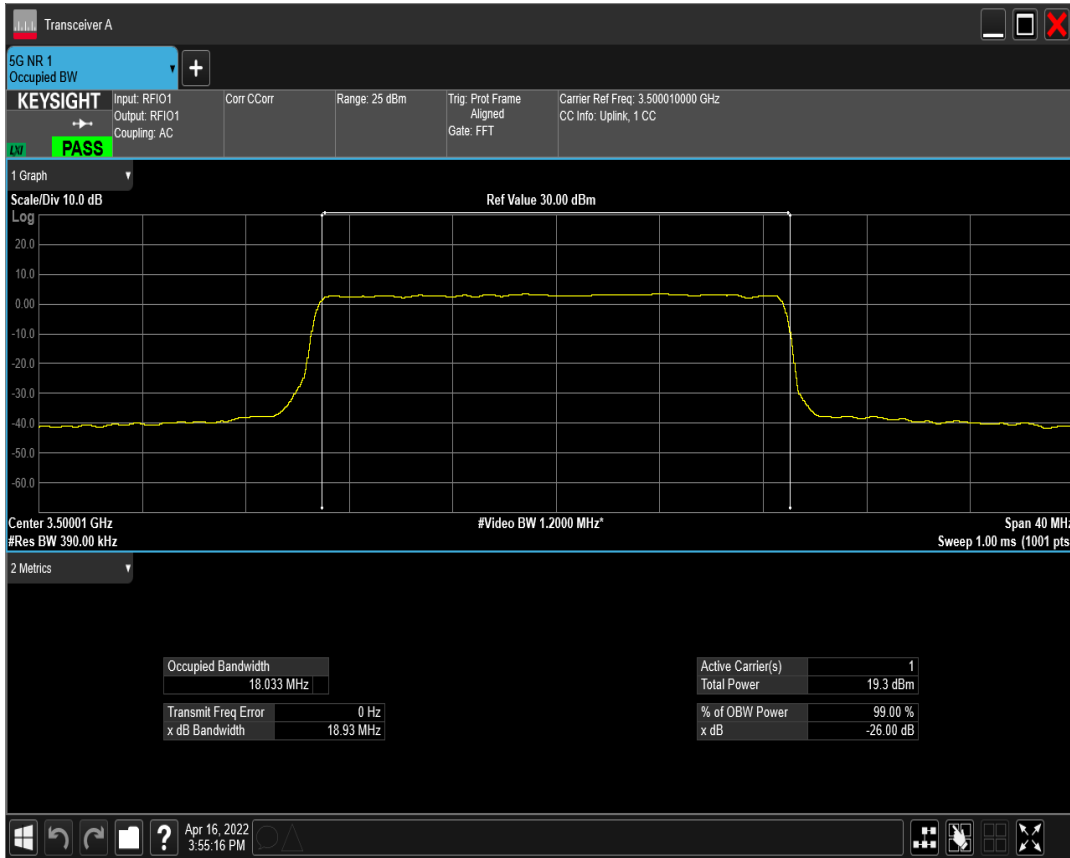 Transceiver A
5G NR 1
Occupied BW
KEYSIGHT
LXI
PASS
Input: RFIO1
Output: RFIO1
Coupling: AC
Corr CCorr
Range: 25 dBm
Trig: Prot Frame
Aligned
Gate: FFT
Carrier Ref Freq: 3.500010000 GHz
CC Info: Uplink, 1 CC
1 Graph
Scale/Div 10.0 dB
Ref Value 30.00 dBm
Log
20.0
10.0
0.00
-10.0
-20.0
-30.0
-40.0
-50.0
-60.0
Center 3.50001 GHz
#Video BW 1.2000 MHz*
Span 40 MHz
#Res BW 390.00 kHz
Sweep 1.00 ms (1001 pts
2 Metrics
Occupied Bandwidth
18.033 MHz
Transmit Freq Error 0 Hz
x dB Bandwidth 18.93 MHz
Active Carrier(s) 1
Total Power 19.3 dBm
% of OBW Power 99.00 %
x dB -26.00 dB
?
Apr 16, 2022
3:55:16 PM